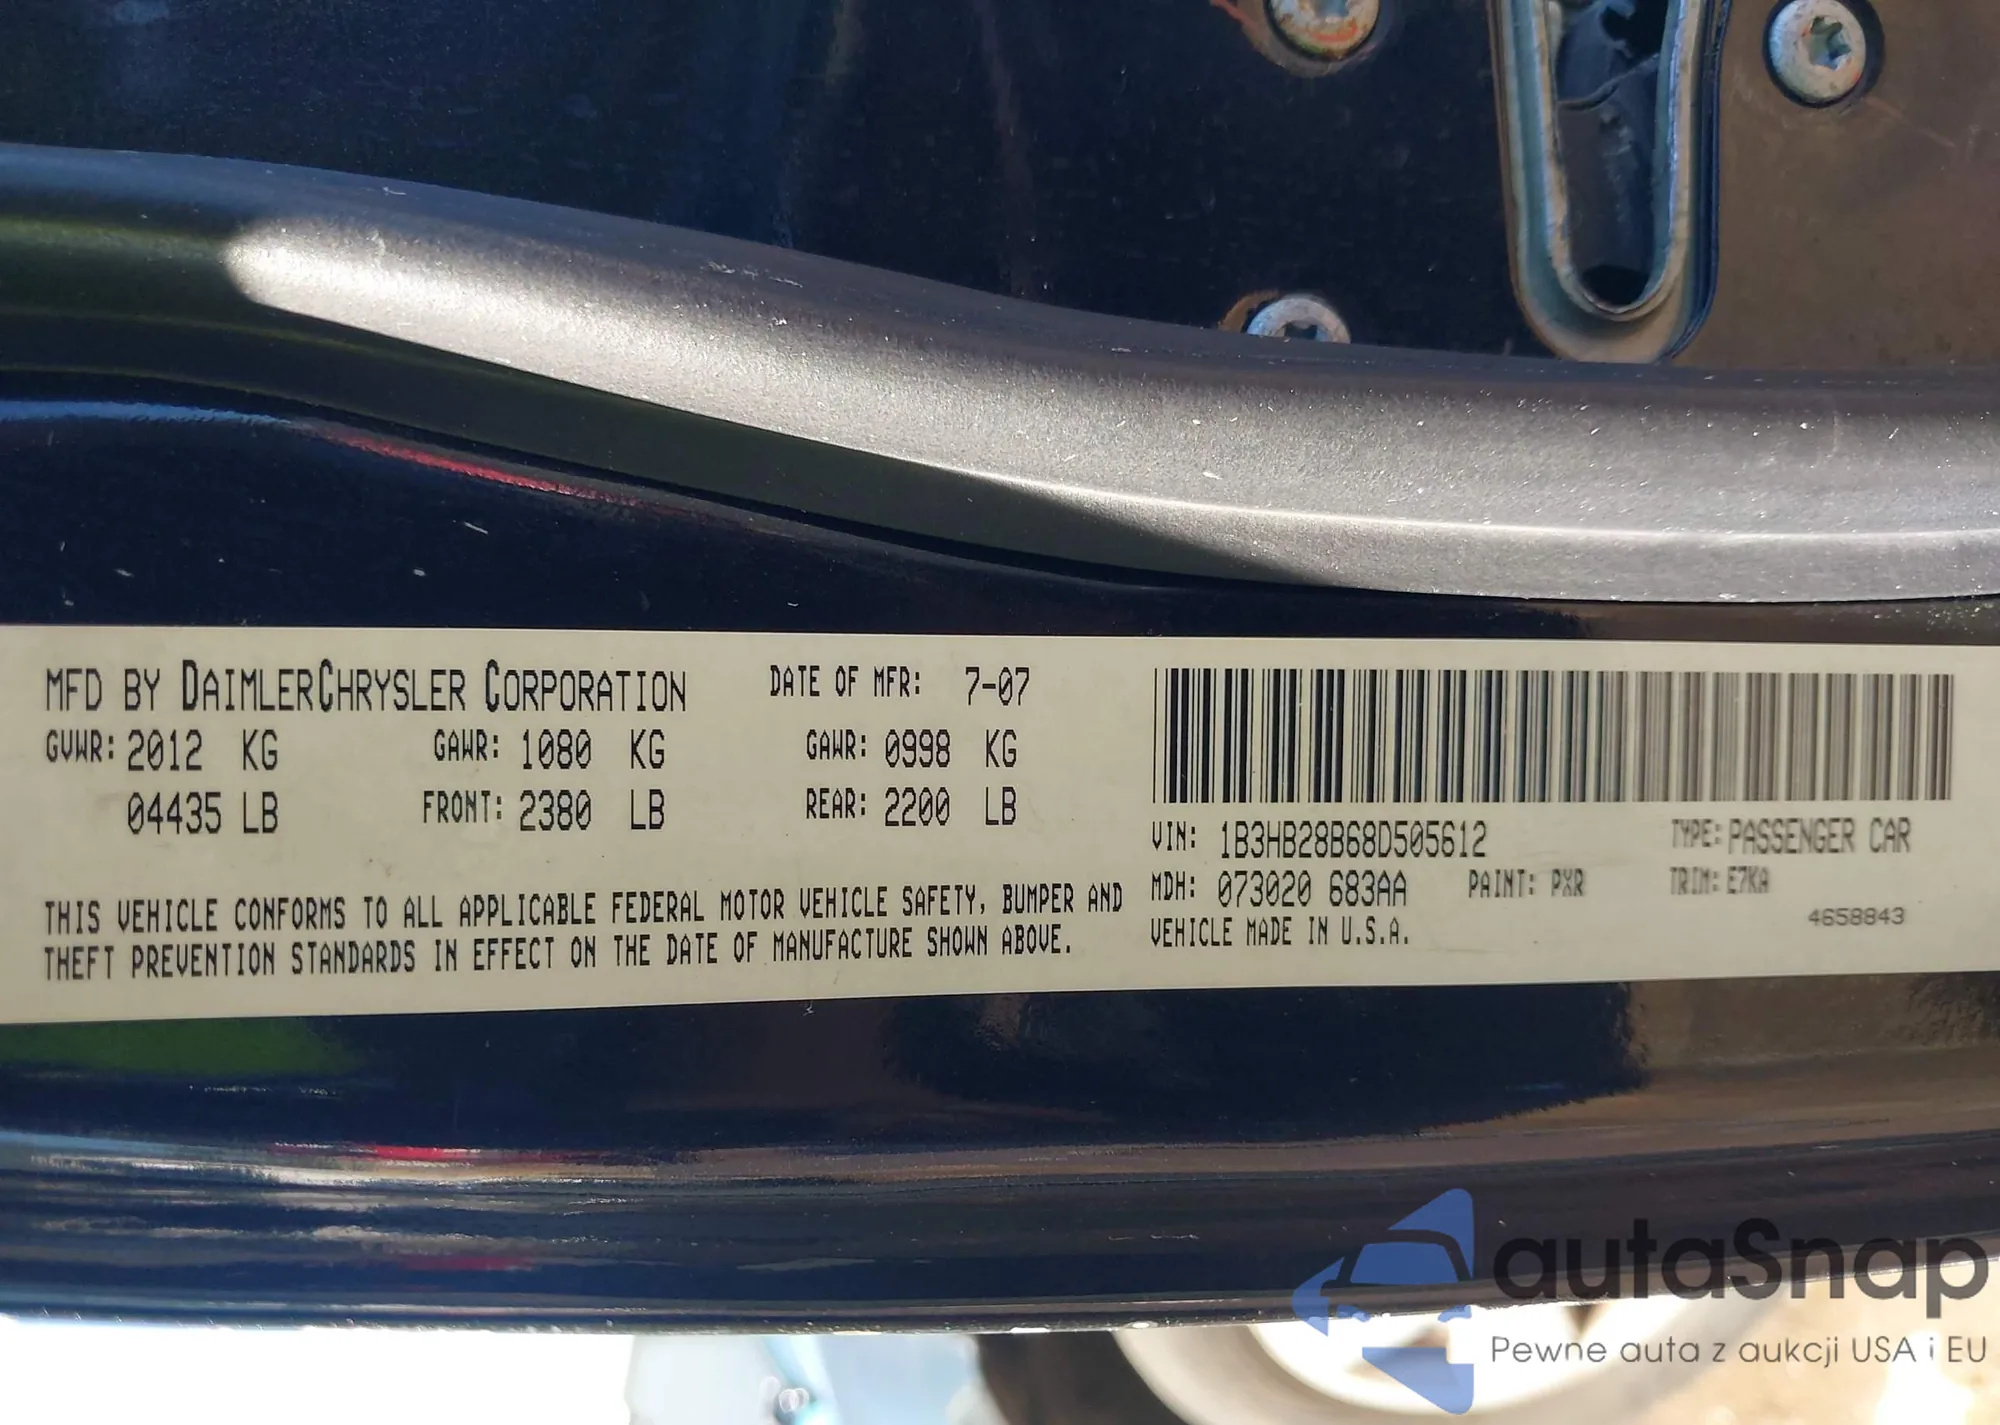 MFD BY DAIMLERCHRYSLER CORPORATION DATE OF MFR: 7-07
GVWR: 2012 KG GAWR: 1080 KG GAWR: 0998 KG
04435 LB FRONT: 2380 LB REAR: 2200 LB
THIS VEHICLE CONFORMS TO ALL APPLICABLE FEDERAL MOTOR VEHICLE SAFETY, BUMPER AND
THEFT PREVENTION STANDARDS IN EFFECT ON THE DATE OF MANUFACTURE SHOWN ABOVE.
VIN: 1B3HB28B68D505612 TYPE: PASSENGER CAR
MDH: 073020 683AA PAINT: PXR TRIM: E7KA
VEHICLE MADE IN U.S.A. 4658843
autaSnap
Pewne auta z aukcji USA i EU